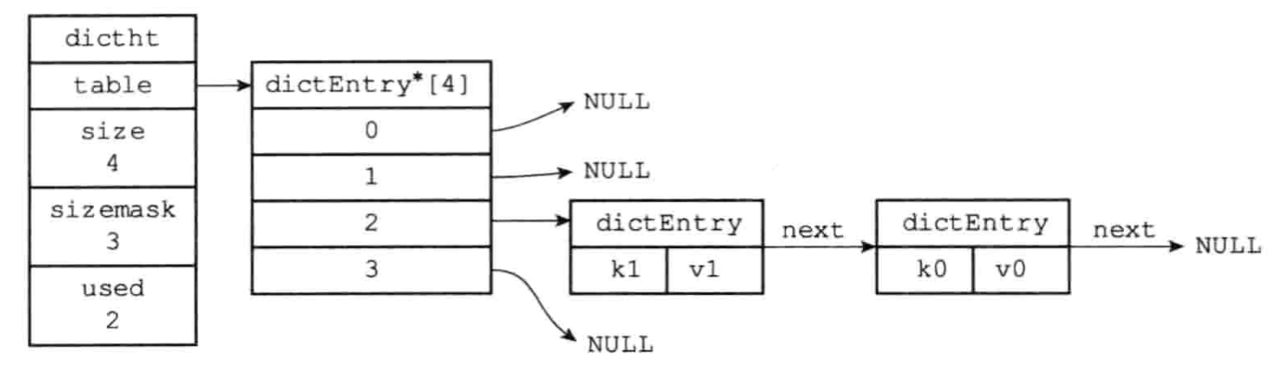 dictht
table
size
4
sizemask
3
used
2
dictEntry*[4]
0
1
2
3
NULL
NULL
dictEntry
k1 v1
next
dictEntry
k0 v0
next
NULL
NULL